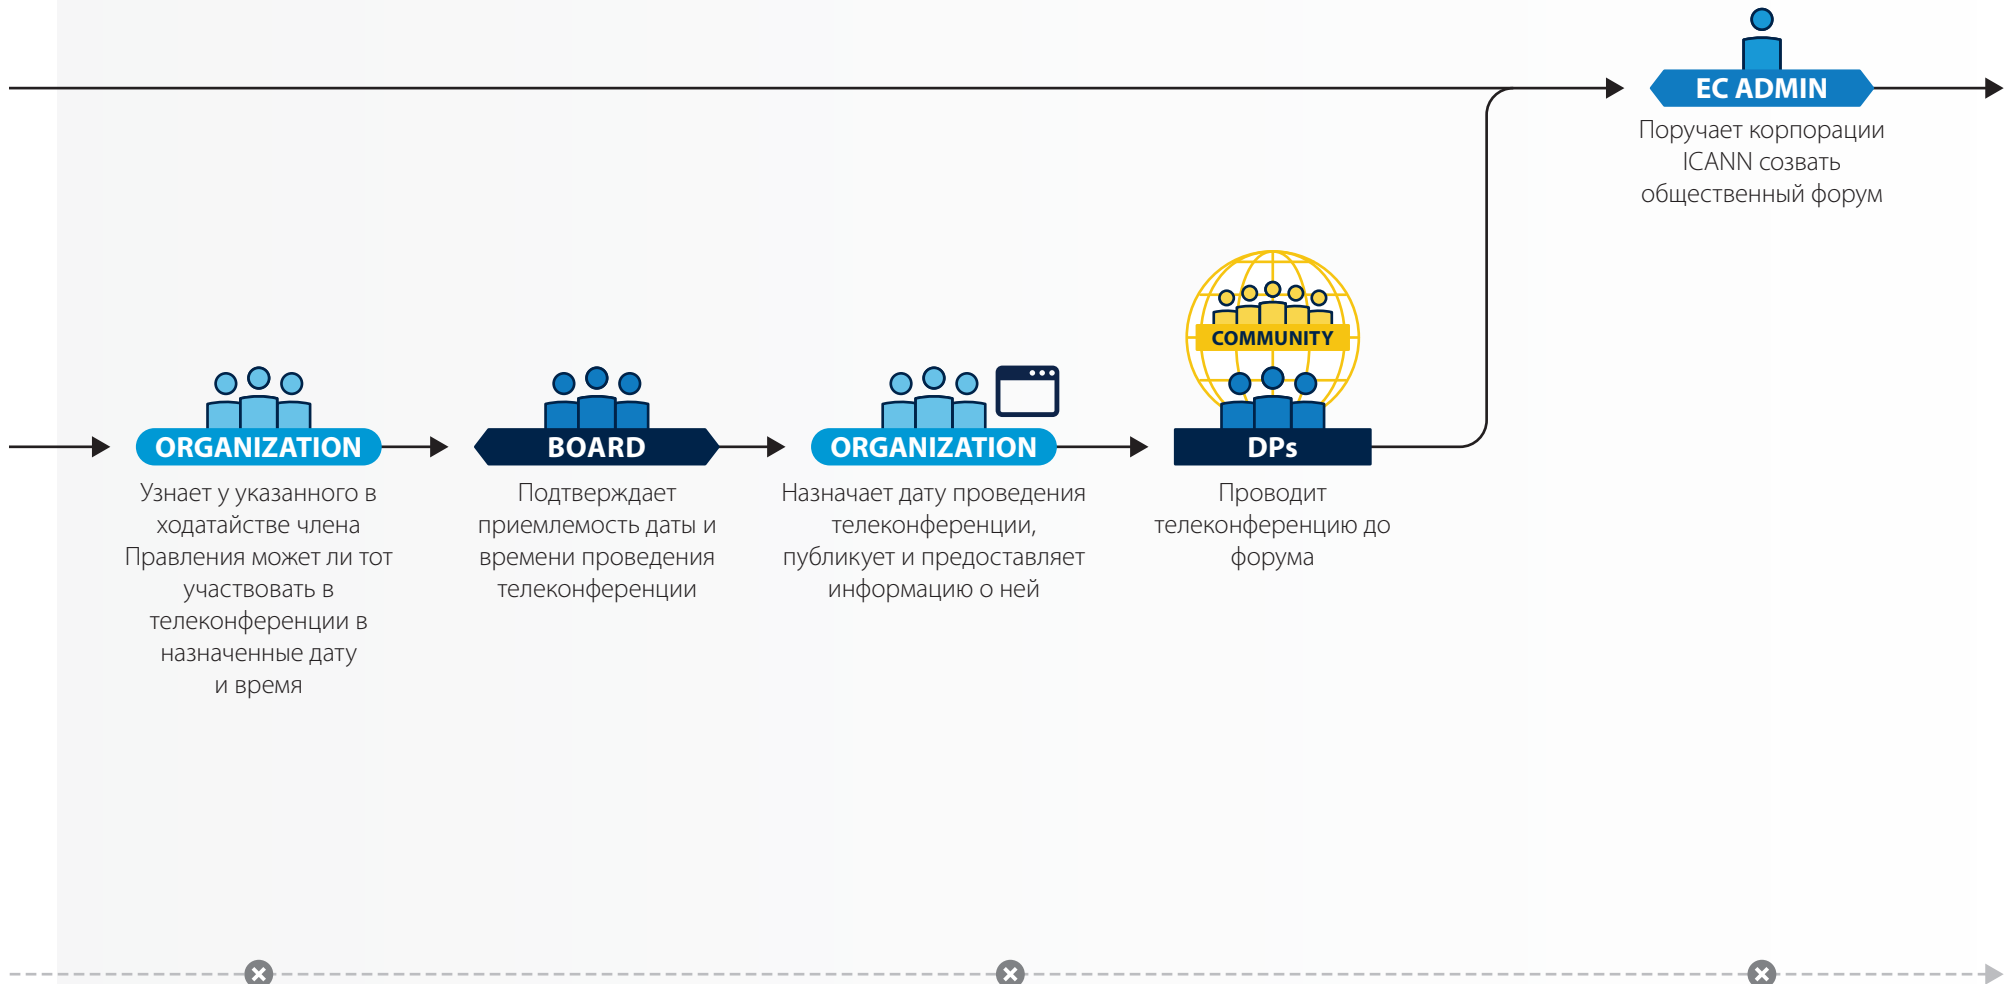 EC ADMIN
Поручает корпорации
ICANN созвать
общественный форум
COMMUNITY
ORGANIZATION
Узнает у указанного в
ходатайстве члена
Правления может ли тот
участвовать в
телеконференции в
назначенные дату
и время
BOARD
Подтверждает
приемлемость даты и
времени проведения
телеконференции
ORGANIZATION
Назначает дату проведения
телеконференции,
публикует и предоставляет
информацию о ней
DPs
Проводит
телеконференцию до
форума